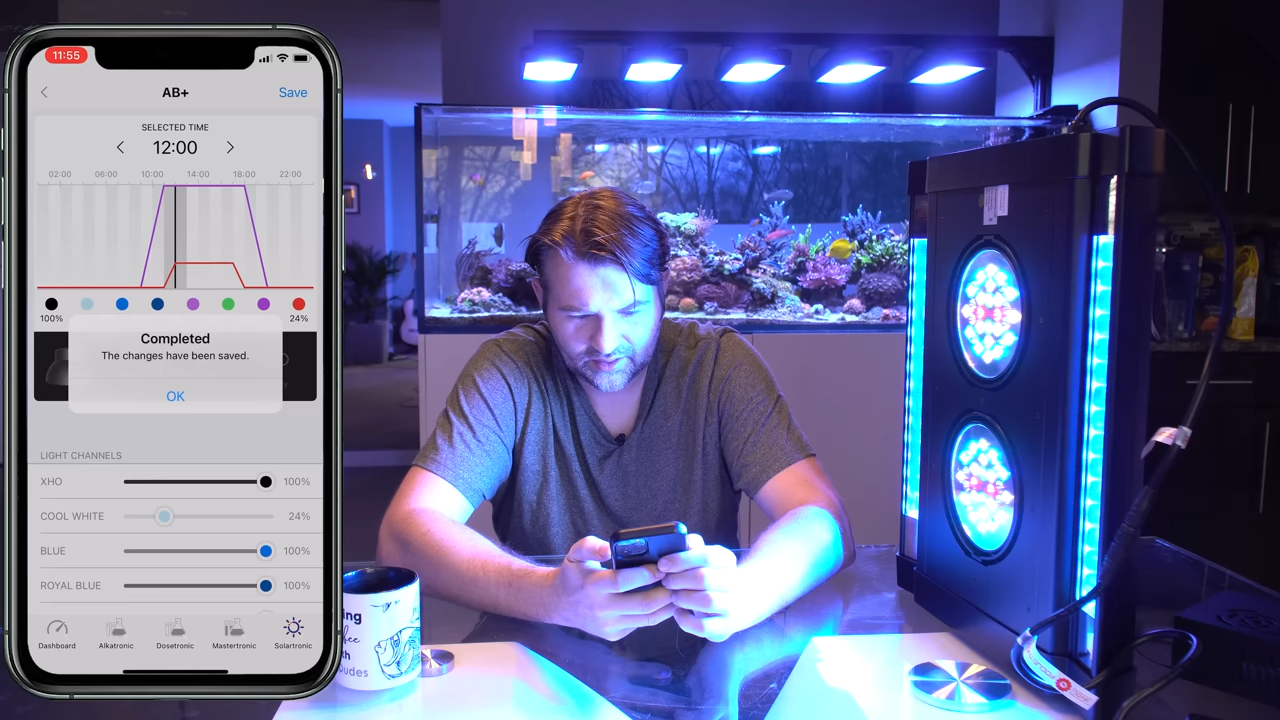 11:55
AB+
Save
SELECTED TIME
12:00
02:00 06:00 10:00 14:00 18:00 22:00
100% 24%
Completed
The changes have been saved.
OK
LIGHT CHANNELS
XHO 100%
COOL WHITE 24%
BLUE 100%
ROYAL BLUE 100%
Dashboard Alkatronic Dosetronic Mastertronic Solartronic